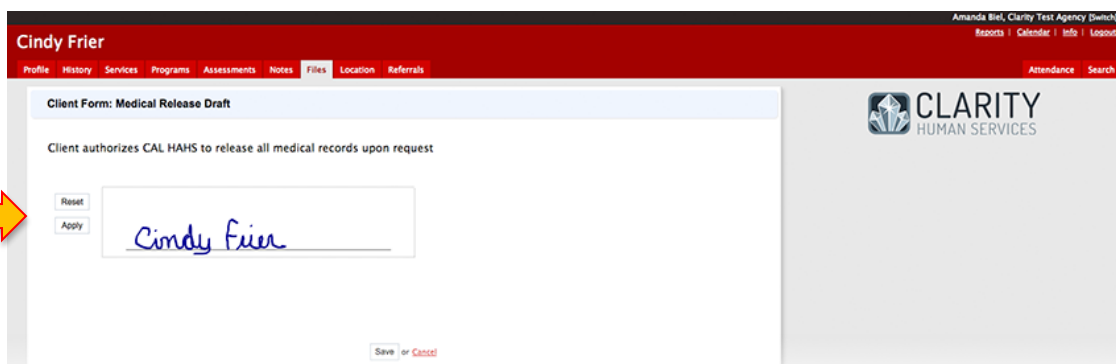 Amanda Biel, Clarity Test Agency [Switch]
Cindy Frier
Reports | Calendar | Info | Logout
Profile History Services Programs Assessments Notes Files Location Referrals Attendance Search
Client Form: Medical Release Draft
CLARITY
HUMAN SERVICES
Client authorizes CAL HAHS to release all medical records upon request
Reset
Apply
Cindy Frier
Save or Cancel